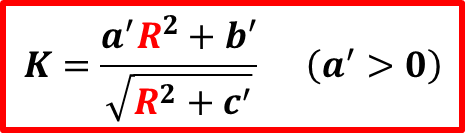 K = (a′R² + b′) / √(R² + c′)  (a′ > 0)